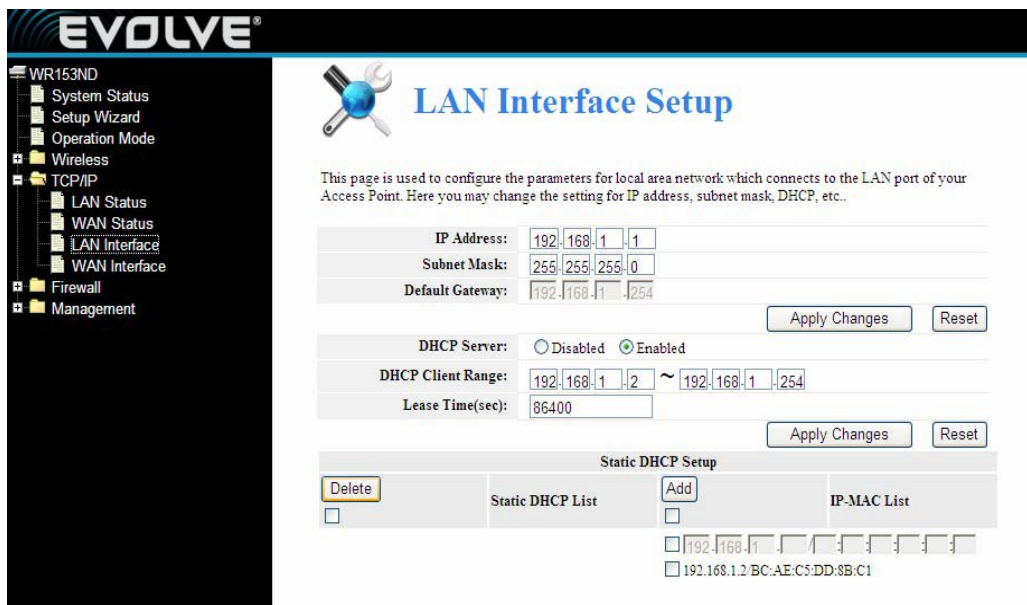 EVOLVE®
WR153ND
System Status
Setup Wizard
Operation Mode
Wireless
TCP/IP
LAN Status
WAN Status
LAN Interface
WAN Interface
Firewall
Management
LAN Interface Setup
This page is used to configure the parameters for local area network which connects to the LAN port of your
Access Point. Here you may change the setting for IP address, subnet mask, DHCP, etc..
IP Address: 192.168.1.1
Subnet Mask: 255.255.255.0
Default Gateway: 192.168.1.254
Apply Changes Reset
DHCP Server: Disabled Enabled
DHCP Client Range: 192.168.1.2 ~ 192.168.1.254
Lease Time(sec): 86400
Apply Changes Reset
Static DHCP Setup
Delete Static DHCP List Add IP-MAC List
192.168.1. / : : : : :
192.168.1.2/BC:AE:C5:DD:8B:C1